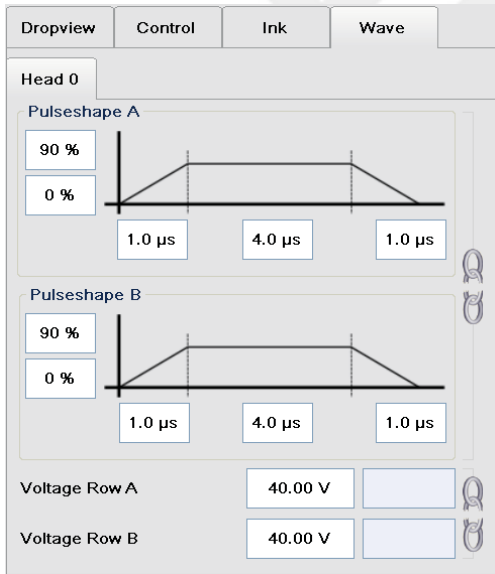 Dropview Control Ink Wave
Head 0
Pulseshape A
90 %
0 %
1.0 µs 4.0 µs 1.0 µs
Pulseshape B
90 %
0 %
1.0 µs 4.0 µs 1.0 µs
Voltage Row A 40.00 V
Voltage Row B 40.00 V